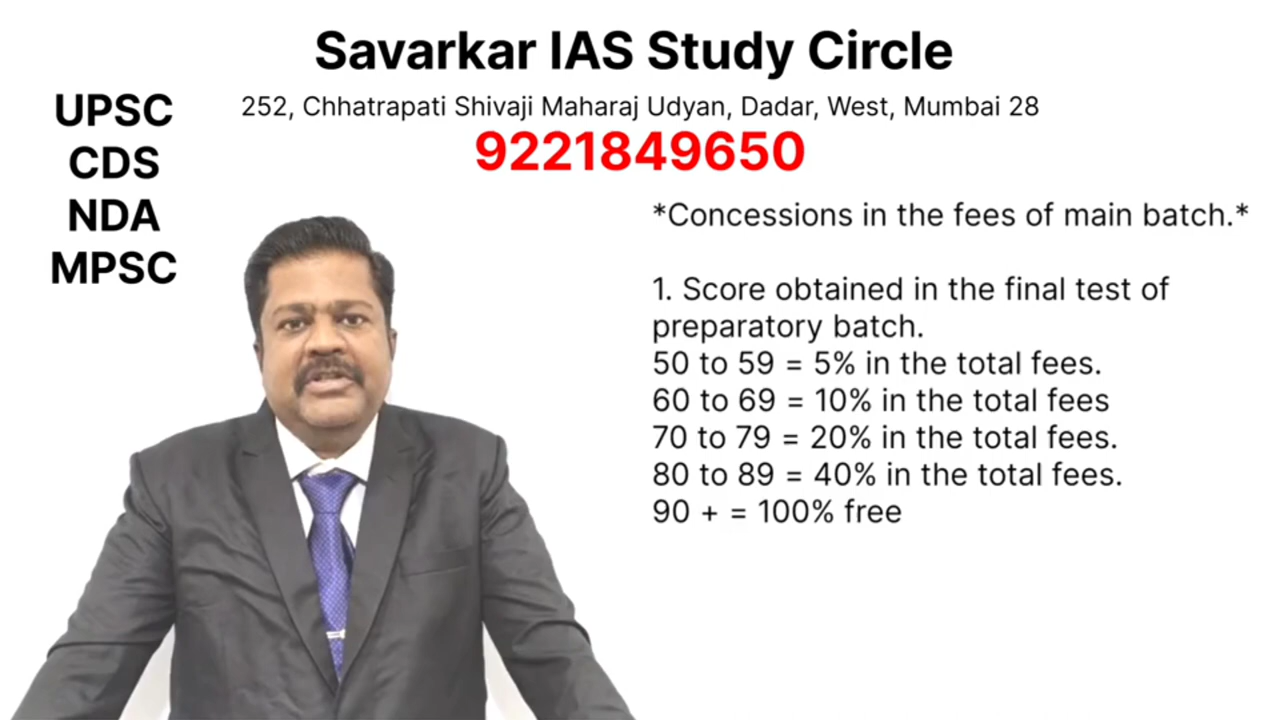 Savarkar IAS Study Circle
252, Chhatrapati Shivaji Maharaj Udyan, Dadar, West, Mumbai 28
9221849650
UPSC
CDS
NDA
MPSC
*Concessions in the fees of main batch.*
1. Score obtained in the final test of
preparatory batch.
50 to 59 = 5% in the total fees.
60 to 69 = 10% in the total fees
70 to 79 = 20% in the total fees.
80 to 89 = 40% in the total fees.
90 + = 100% free